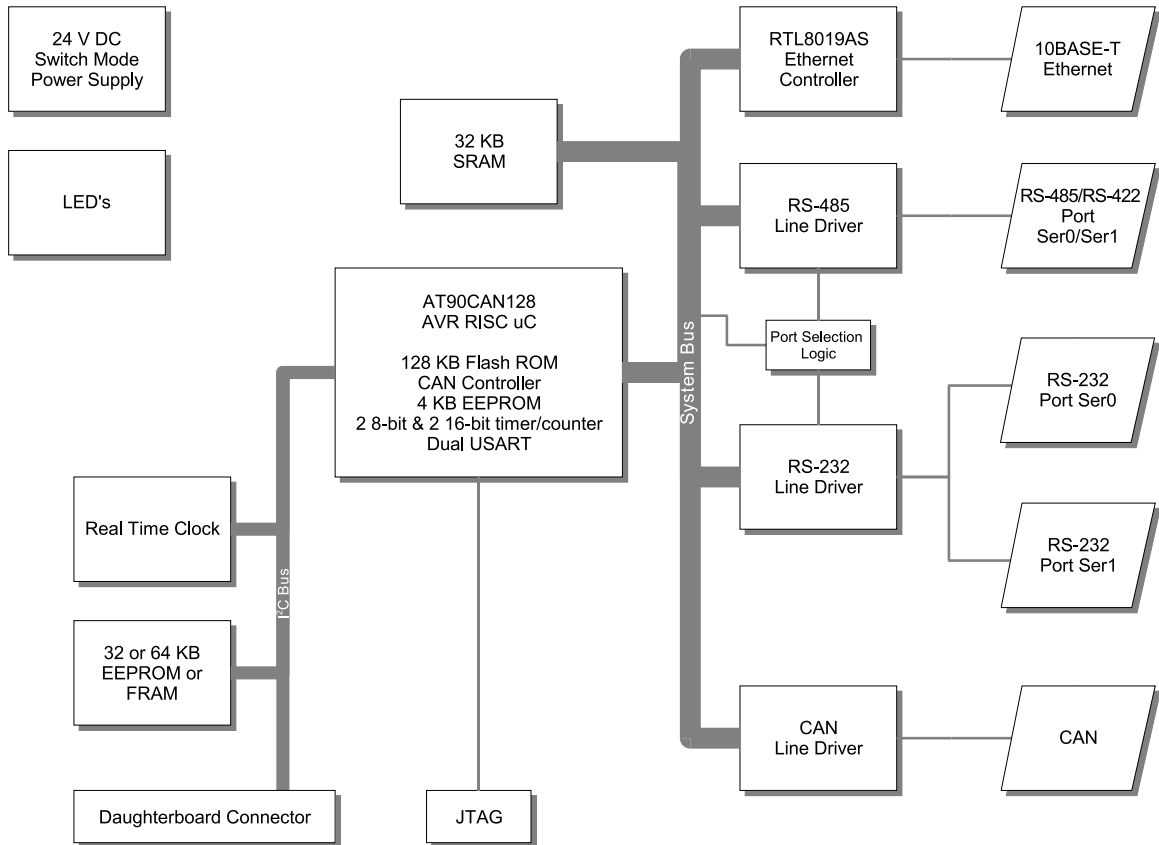 24 V DC
Switch Mode
Power Supply
LED's
32 KB
SRAM
RTL8019AS
Ethernet
Controller
10BASE-T
Ethernet
RS-485
Line Driver
RS-485/RS-422
Port
Ser0/Ser1
AT90CAN128
AVR RISC uC
128 KB Flash ROM
CAN Controller
4 KB EEPROM
2 8-bit & 2 16-bit timer/counter
Dual USART
System Bus
Port Selection
Logic
RS-232
Port Ser0
RS-232
Line Driver
RS-232
Port Ser1
Real Time Clock
I²C Bus
32 or 64 KB
EEPROM or
FRAM
CAN
Line Driver
CAN
Daughterboard Connector
JTAG